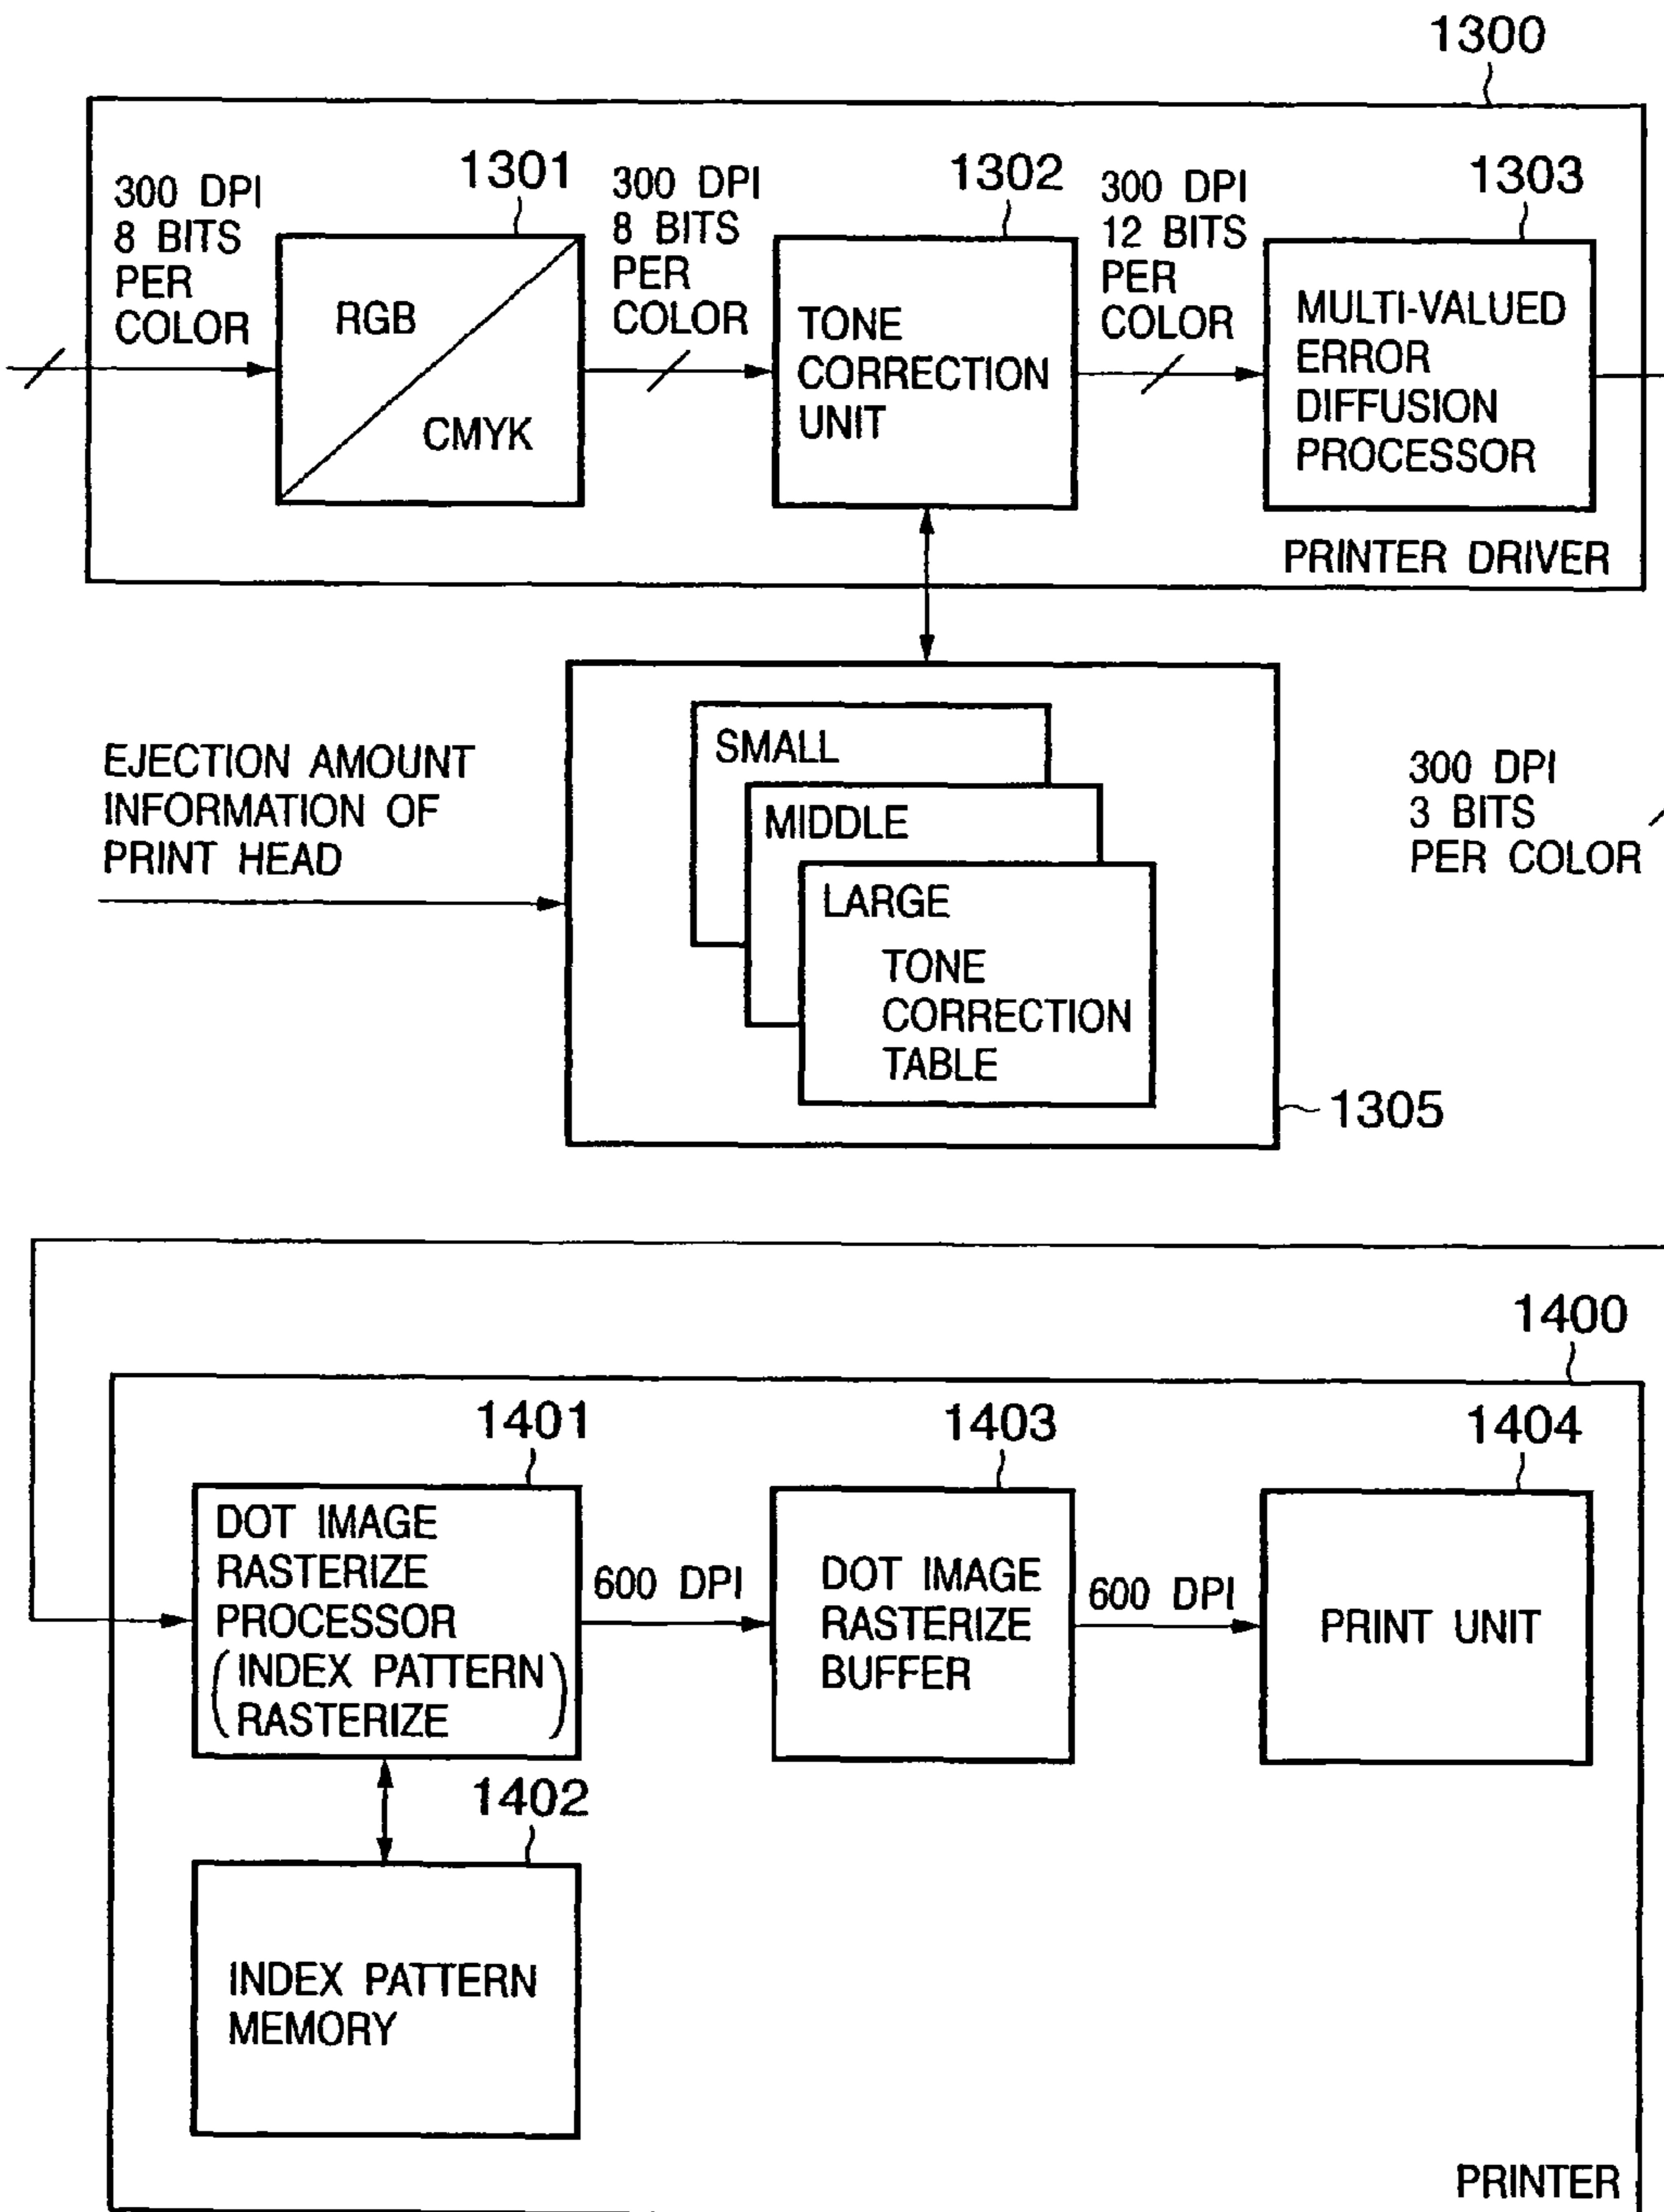 1300
1301
1302
1303
300 DPI
8 BITS
PER
COLOR
RGB
CMYK
300 DPI
8 BITS
PER
COLOR
TONE
CORRECTION
UNIT
300 DPI
12 BITS
PER
COLOR
MULTI-VALUED
ERROR
DIFFUSION
PROCESSOR
PRINTER DRIVER
EJECTION AMOUNT
INFORMATION OF
PRINT HEAD
SMALL
MIDDLE
LARGE
TONE
CORRECTION
TABLE
1305
300 DPI
3 BITS
PER COLOR
1400
1401
1403
1404
DOT IMAGE
RASTERIZE
PROCESSOR
(INDEX PATTERN
RASTERIZE)
600 DPI
DOT IMAGE
RASTERIZE
BUFFER
600 DPI
PRINT UNIT
1402
INDEX PATTERN
MEMORY
PRINTER